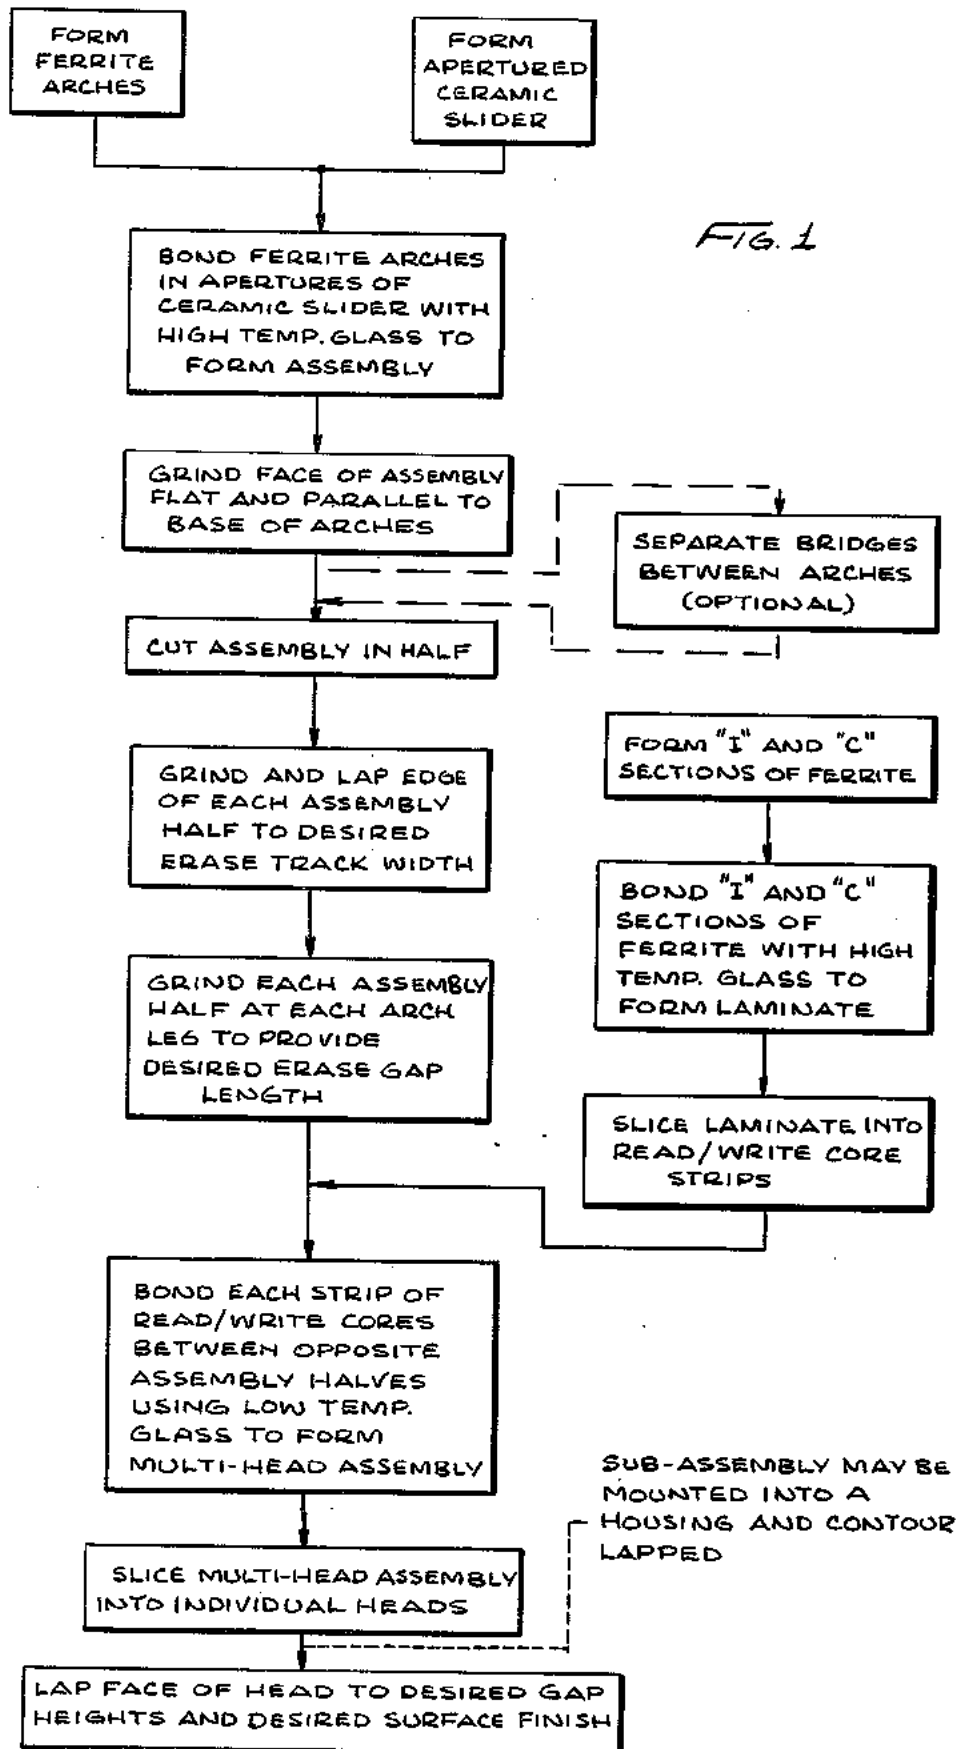 FORM
FERRITE
ARCHES
FORM
APERTURED
CERAMIC
SLIDER
FIG. 1
BOND FERRITE ARCHES
IN APERTURES OF
CERAMIC SLIDER WITH
HIGH TEMP. GLASS TO
FORM ASSEMBLY
GRIND FACE OF ASSEMBLY
FLAT AND PARALLEL TO
BASE OF ARCHES
SEPARATE BRIDGES
BETWEEN ARCHES
(OPTIONAL)
CUT ASSEMBLY IN HALF
FORM "I" AND "C"
SECTIONS OF FERRITE
GRIND AND LAP EDGE
OF EACH ASSEMBLY
HALF TO DESIRED
ERASE TRACK WIDTH
BOND "I" AND "C"
SECTIONS OF
FERRITE WITH HIGH
TEMP. GLASS TO
FORM LAMINATE
GRIND EACH ASSEMBLY
HALF AT EACH ARCH
LEG TO PROVIDE
DESIRED ERASE GAP
LENGTH
SLICE LAMINATE INTO
READ/WRITE CORE
STRIPS
BOND EACH STRIP OF
READ/WRITE CORES
BETWEEN OPPOSITE
ASSEMBLY HALVES
USING LOW TEMP.
GLASS TO FORM
MULTI-HEAD ASSEMBLY
SUB-ASSEMBLY MAY BE
MOUNTED INTO A
HOUSING AND CONTOUR
LAPPED
SLICE MULTI-HEAD ASSEMBLY
INTO INDIVIDUAL HEADS
LAP FACE OF HEAD TO DESIRED GAP
HEIGHTS AND DESIRED SURFACE FINISH